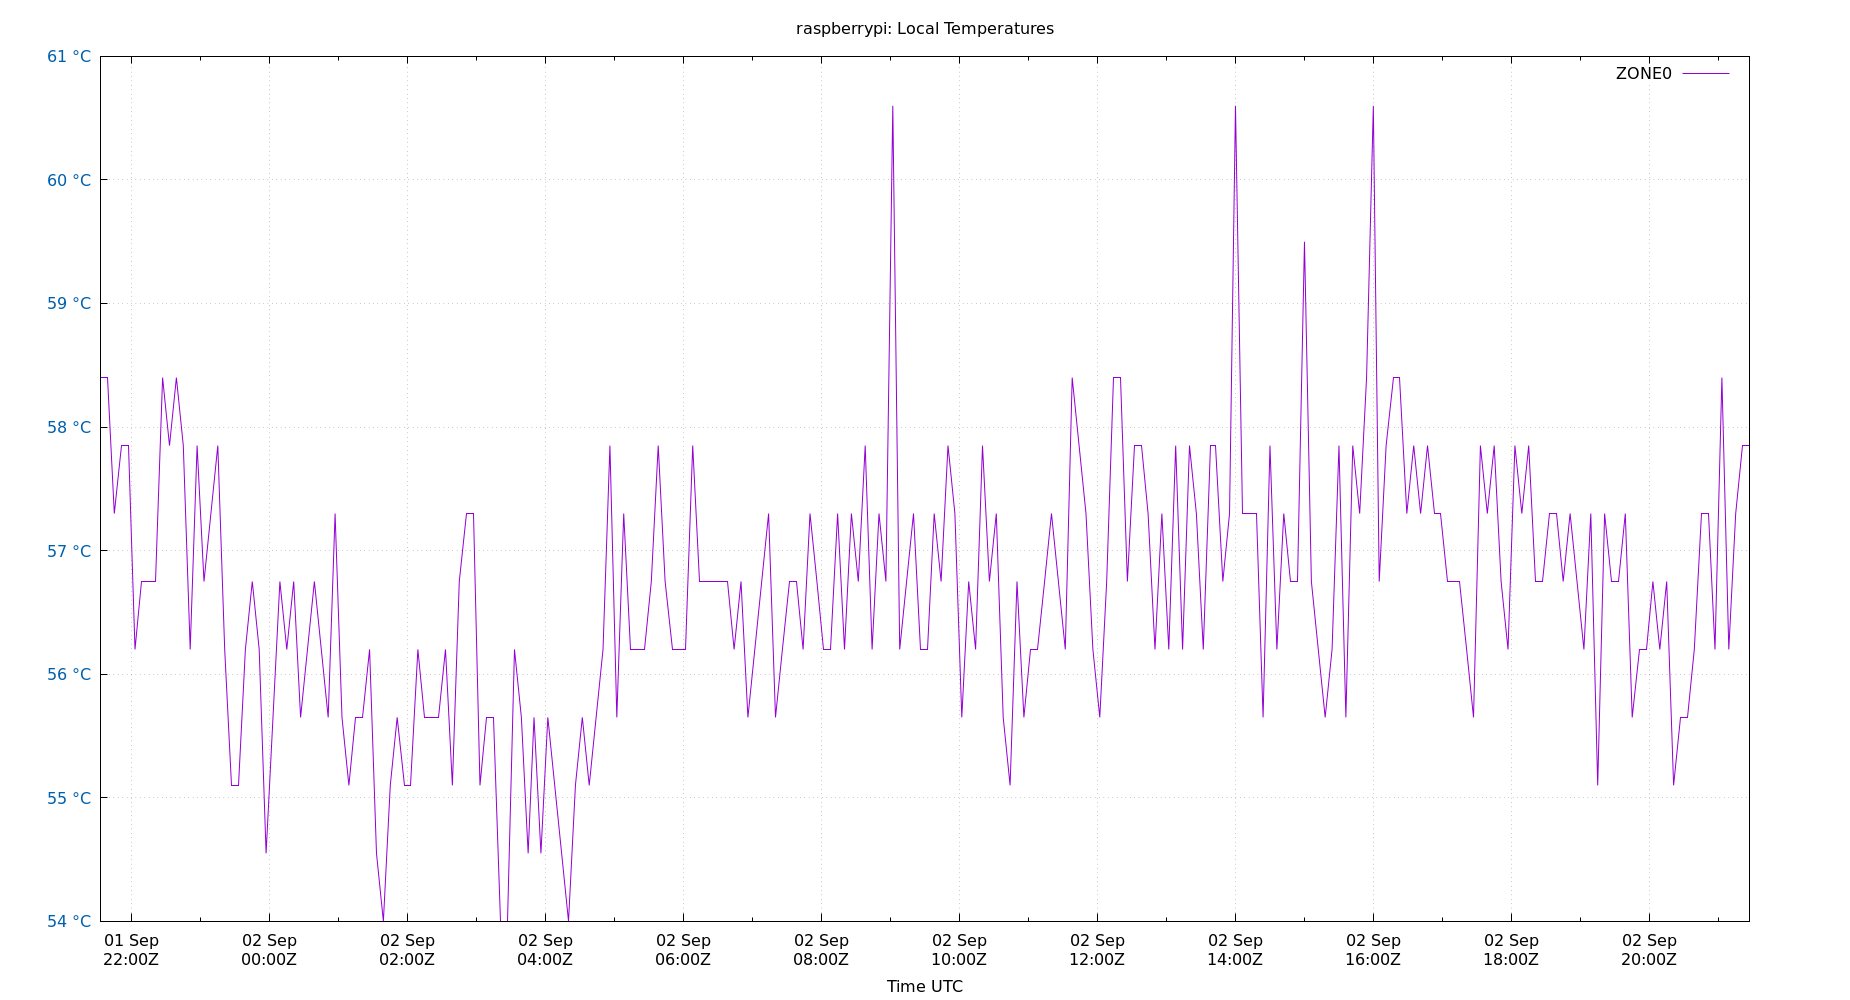 raspberrypi: Local Temperatures
61 °C
ZONE0
60 °C
59 °C
58 °C
57 °C
56 °C
55 °C
54 °C
01 Sep 02 Sep 02 Sep 02 Sep 02 Sep 02 Sep 02 Sep 02 Sep 02 Sep 02 Sep 02 Sep 02 Sep
22:00Z 00:00Z 02:00Z 04:00Z 06:00Z 08:00Z 10:00Z 12:00Z 14:00Z 16:00Z 18:00Z 20:00Z
Time UTC